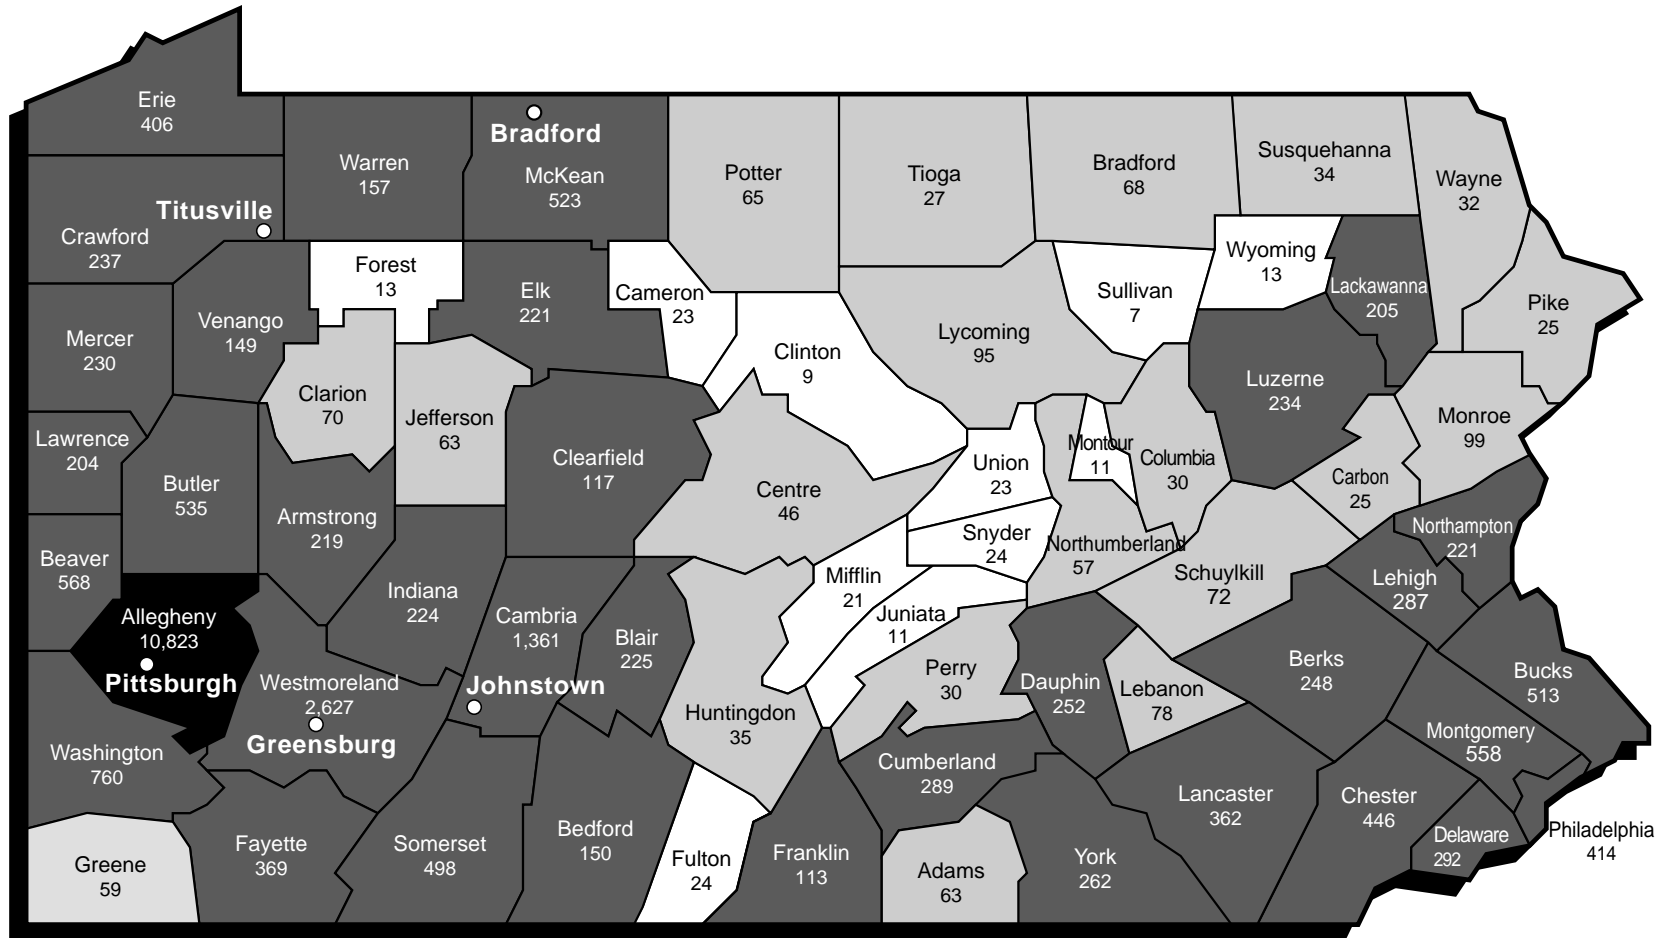 Erie
406
Warren
157
Bradford
McKean
523
Potter
65
Tioga
27
Bradford
68
Susquehanna
34
Wayne
32
Titusville
Crawford
237
Forest
13
Elk
221
Cameron
23
Sullivan
7
Wyoming
13
Lackawanna
205
Pike
25
Mercer
230
Venango
149
Clinton
9
Lycoming
95
Luzerne
234
Monroe
99
Clarion
70
Jefferson
63
Lawrence
204
Butler
535
Armstrong
219
Clearfield
117
Centre
46
Union
23
Montour
11
Columbia
30
Carbon
25
Northampton
221
Beaver
568
Snyder
24
Northumberland
57
Schuylkill
72
Lehigh
287
Indiana
224
Mifflin
21
Juniata
11
Allegheny
10,823
Pittsburgh
Cambria
1,361
Johnstown
Blair
225
Perry
30
Dauphin
252
Lebanon
78
Berks
248
Bucks
513
Westmoreland
2,627
Greensburg
Huntingdon
35
Montgomery
558
Washington
760
Cumberland
289
Lancaster
362
Chester
446
Delaware
292
Philadelphia
414
Greene
59
Fayette
369
Somerset
498
Bedford
150
Fulton
24
Franklin
113
Adams
63
York
262